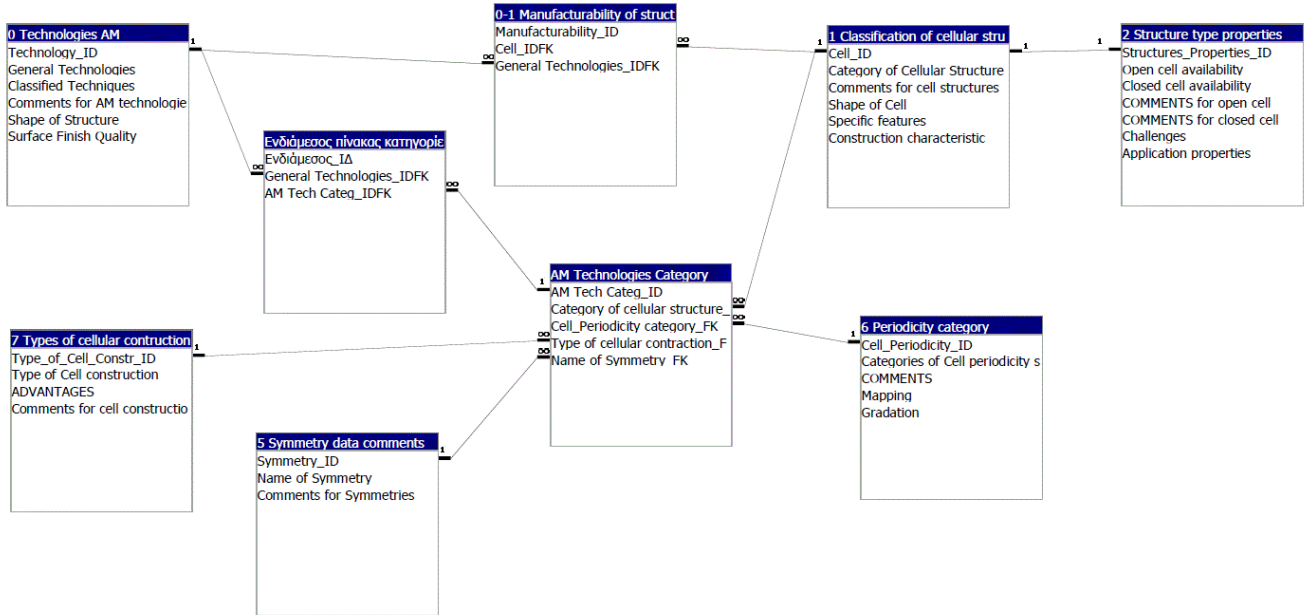 0 Technologies AM
Technology_ID
General Technologies
Classified Techniques
Comments for AM technologie
Shape of Structure
Surface Finish Quality
1
0-1 Manufacturability of struct
Manufacturability_ID
Cell_IDFK
General Technologies_IDFK
∞
∞
1 Classification of cellular stru
Cell_ID
Category of Cellular Structure
Comments for cell structures
Shape of Cell
Specific features
Construction characteristic
1
1
2 Structure type properties
Structures_Properties_ID
Open cell availability
Closed cell availability
COMMENTS for open cell
COMMENTS for closed cell
Challenges
Application properties
1
Ενδιάμεσος πίνακας κατηγορίε
Ενδιάμεσος_ΙΔ
General Technologies_IDFK
AM Tech Categ_IDFK
∞
∞
AM Technologies Category
AM Tech Categ_ID
Category of cellular structure_
Cell_Periodicity category_FK
Type of cellular contraction_F
Name of Symmetry_FK
1
∞
∞
∞
∞
7 Types of cellular contruction
Type_of_Cell_Constr_ID
Type of Cell construction
ADVANTAGES
Comments for cell constructio
1
6 Periodicity category
Cell_Periodicity_ID
Categories of Cell periodicity s
COMMENTS
Mapping
Gradation
1
5 Symmetry data comments
Symmetry_ID
Name of Symmetry
Comments for Symmetries
1